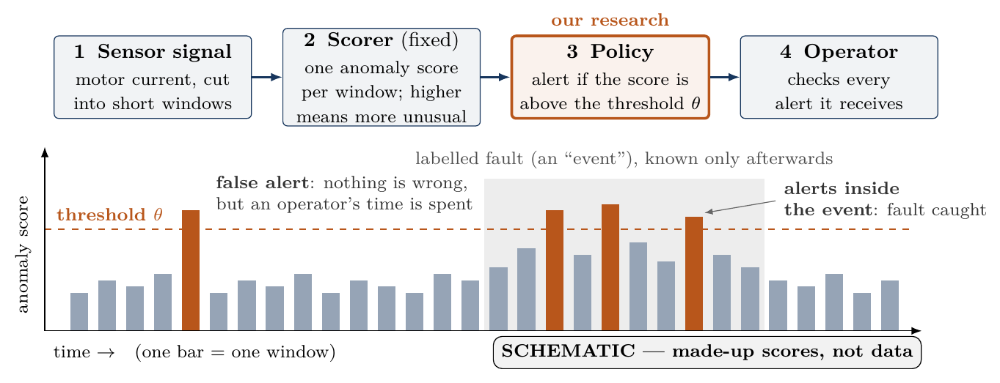 our research
1 Sensor signal
motor current, cut
into short windows
2 Scorer (fixed)
one anomaly score
per window; higher
means more unusual
3 Policy
alert if the score is
above the threshold θ
4 Operator
checks every
alert it receives
labelled fault (an “event”), known only afterwards
false alert: nothing is wrong,
but an operator’s time is spent
alerts inside
the event: fault caught
threshold θ
anomaly score
time → (one bar = one window)
SCHEMATIC — made-up scores, not data